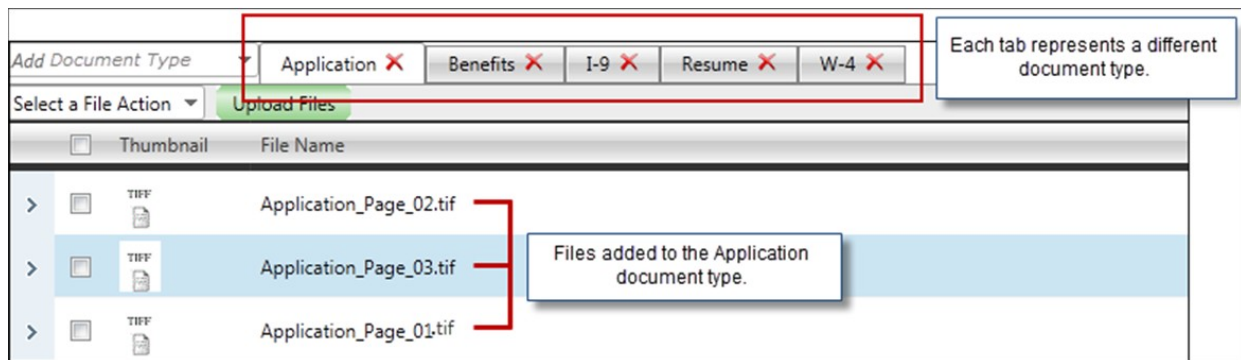 Add Document Type
Application
Benefits
I-9
Resume
W-4
Each tab represents a different
document type.
Select a File Action
Upload Files
Thumbnail
File Name
TIFF
Application_Page_02.tif
TIFF
Application_Page_03.tif
Files added to the Application
document type.
TIFF
Application_Page_01.tif